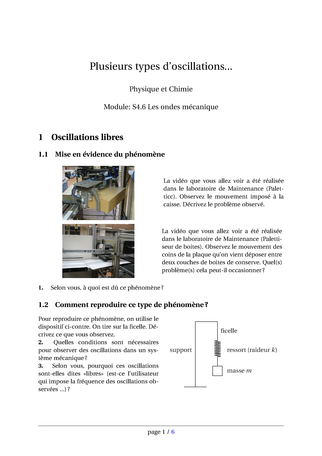 Plusieurs types d'oscillations...
Physique et Chimie
Module: S4.6 Les ondes mécanique
1 Oscillations libres
1.1 Mise en évidence du phénomène
La vidéo que vous allez voir a été réalisée
dans le laboratoire de Maintenance (Palet-
ticc). Observez le mouvement imposé à la
caisse. Décrivez le problème observé.
La vidéo que vous allez voir a été réalisée
dans le laboratoire de Maintenance (Paletti-
seur de boites). Observez le mouvement des
coins de la plaque qu'on vient déposer entre
deux couches de boites de conserve. Quel(s)
problème(s) cela peut-il occasionner?
1. Selon vous, à quoi est dû ce phénomène?
1.2 Comment reproduire ce type de phénomène?
Pour reproduire ce phénomène, on utilise le
dispositif ci-contre. On tire sur la ficelle. Dé-
crivez ce que vous observez.
2. Quelles conditions sont nécessaires
pour observer des oscillations dans un sys-
tème mécanique?
3. Selon vous, pourquoi ces oscillations
sont-elles dites «libres» (est-ce l'utilisateur
qui impose la fréquence des oscillations ob-
servées ...)?
ficelle
support
ressort (raideur k)
masse m
page 1 / 6